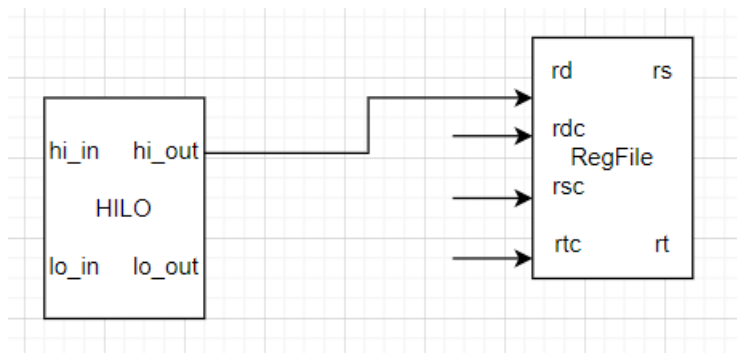 hi_in hi_out
HILO
lo_in lo_out
rd rs
rdc
RegFile
rsc
rtc rt